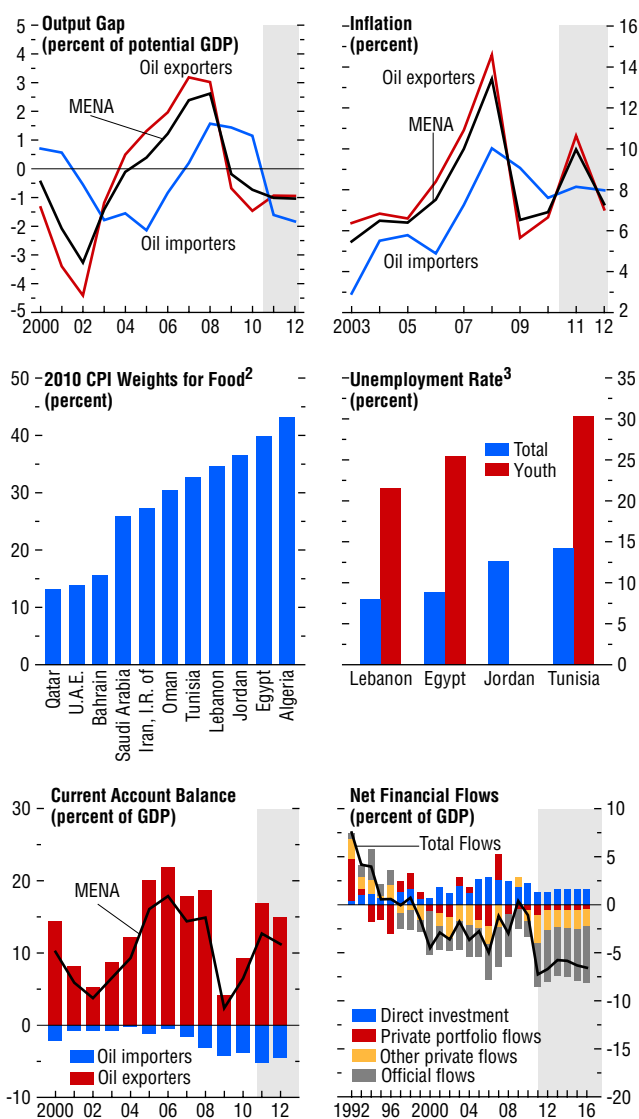 Output Gap
(percent of potential GDP)
Oil exporters
MENA
Oil importers
5
4
3
2
1
0
-1
-2
-3
-4
-5
2000 02 04 06 08 10 12
Inflation
(percent)
Oil exporters
MENA
Oil importers
16
14
12
10
8
6
4
2
2003 05 07 09 11 12
2010 CPI Weights for Food2
(percent)
50
40
30
20
10
0
Qatar
U.A.E.
Bahrain
Saudi Arabia
Iran, I.R. of
Oman
Tunisia
Lebanon
Jordan
Egypt
Algeria
Unemployment Rate3
(percent)
Total
Youth
35
30
25
20
15
10
5
0
Lebanon Egypt Jordan Tunisia
Current Account Balance
(percent of GDP)
MENA
Oil importers
Oil exporters
30
20
10
0
-10
2000 02 04 06 08 10 12
Net Financial Flows
(percent of GDP)
Total Flows
Direct investment
Private portfolio flows
Other private flows
Official flows
10
5
0
-5
-10
-15
-20
1992 96 2000 04 08 12 16